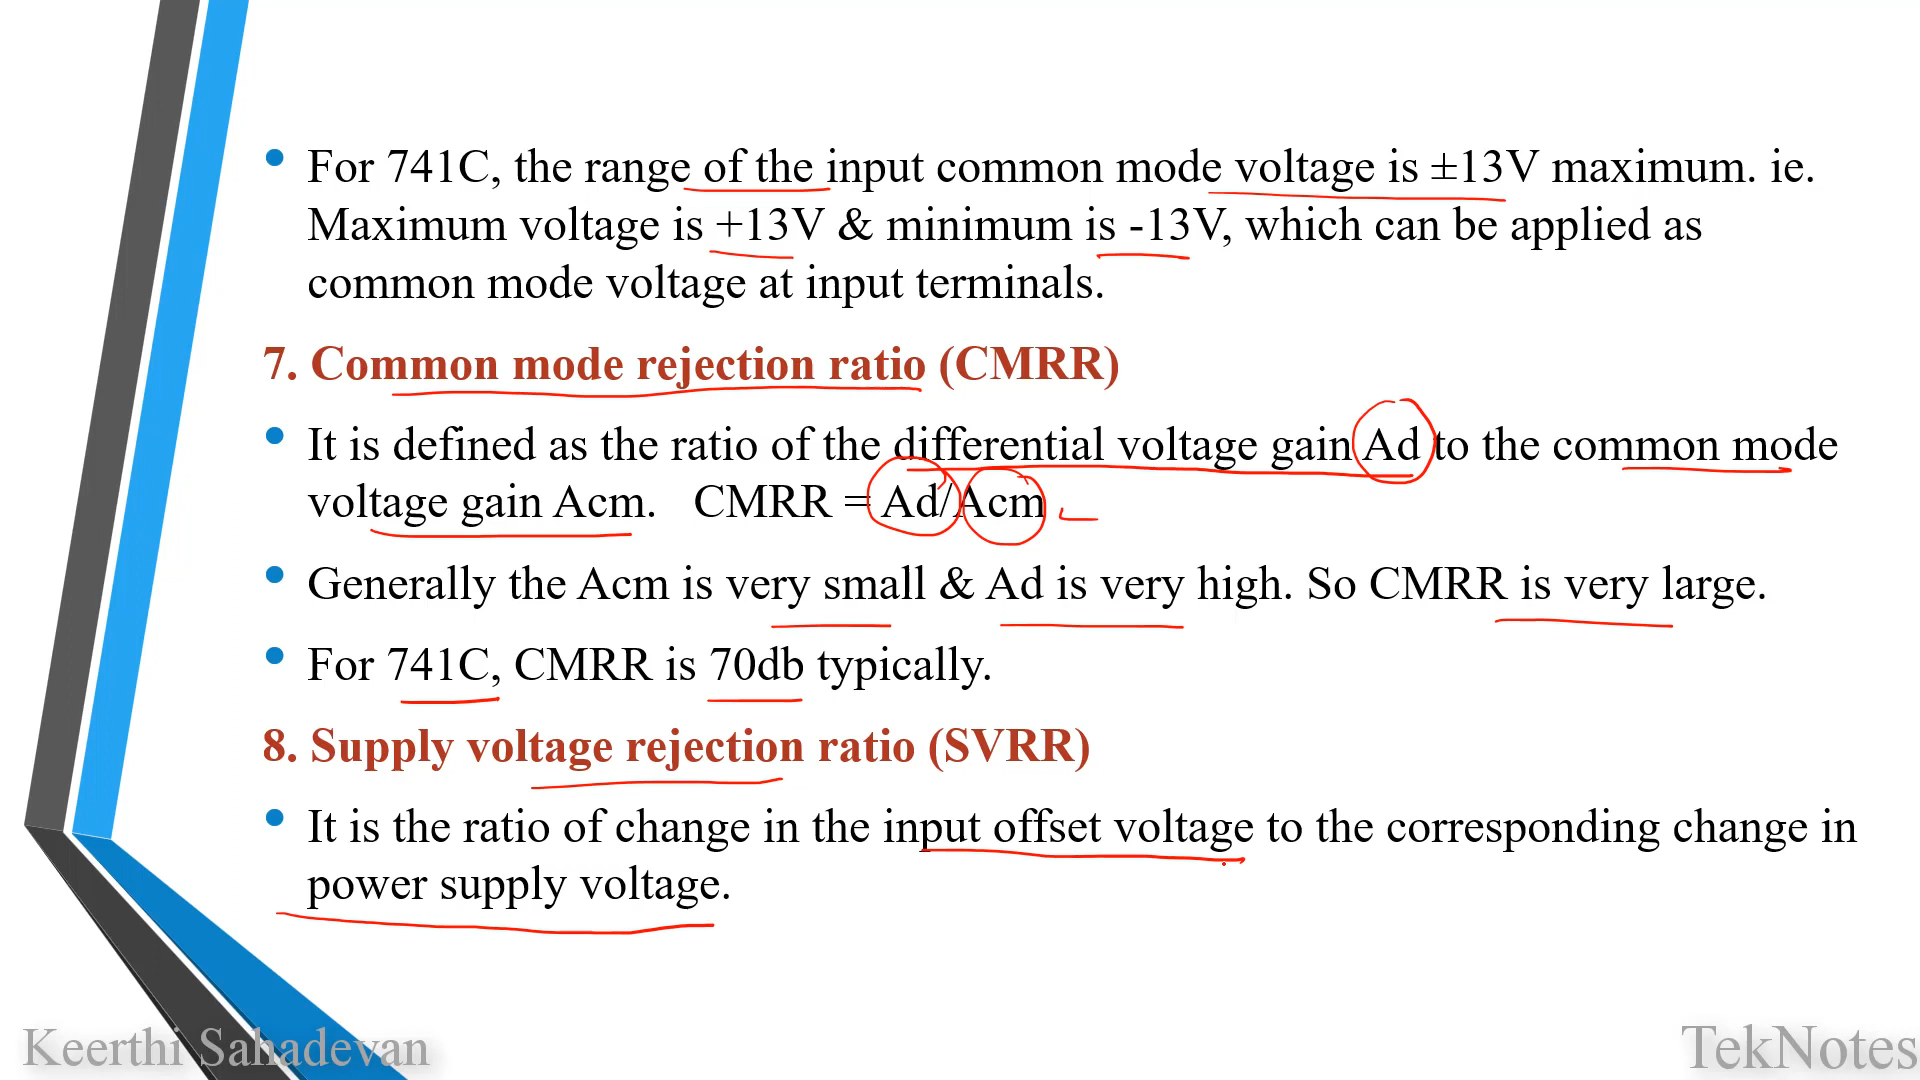 For 741C, the range of the input common mode voltage is ±13V maximum. ie.
Maximum voltage is +13V & minimum is -13V, which can be applied as
common mode voltage at input terminals.
7. Common mode rejection ratio (CMRR)
It is defined as the ratio of the differential voltage gain Ad to the common mode
voltage gain Acm. CMRR = Ad/Acm
Generally the Acm is very small & Ad is very high. So CMRR is very large.
For 741C, CMRR is 70db typically.
8. Supply voltage rejection ratio (SVRR)
It is the ratio of change in the input offset voltage to the corresponding change in
power supply voltage.
Keerthi Sahadevan
TekNotes